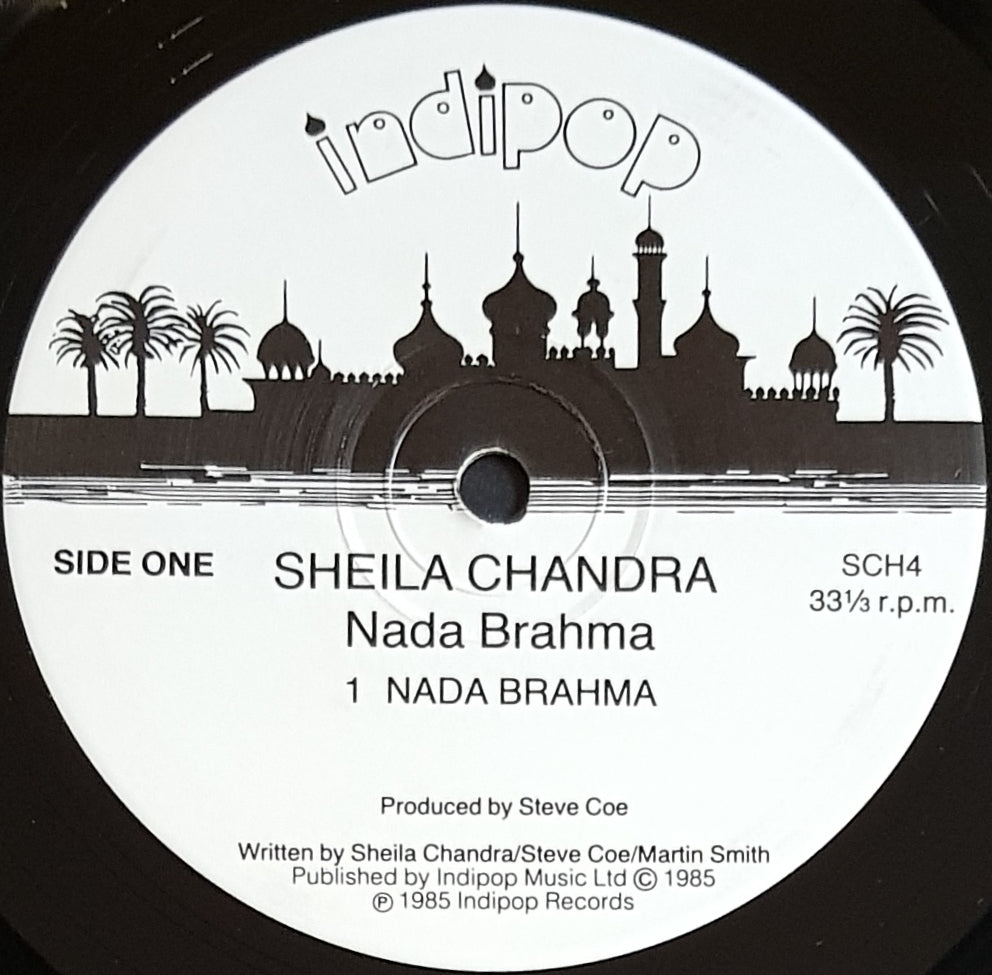 indipop
SIDE ONE
SHEILA CHANDRA
SCH4
33⅓ r.p.m.
Nada Brahma
1 NADA BRAHMA
Produced by Steve Coe
Written by Sheila Chandra/Steve Coe/Martin Smith
Published by Indipop Music Ltd © 1985
℗ 1985 Indipop Records